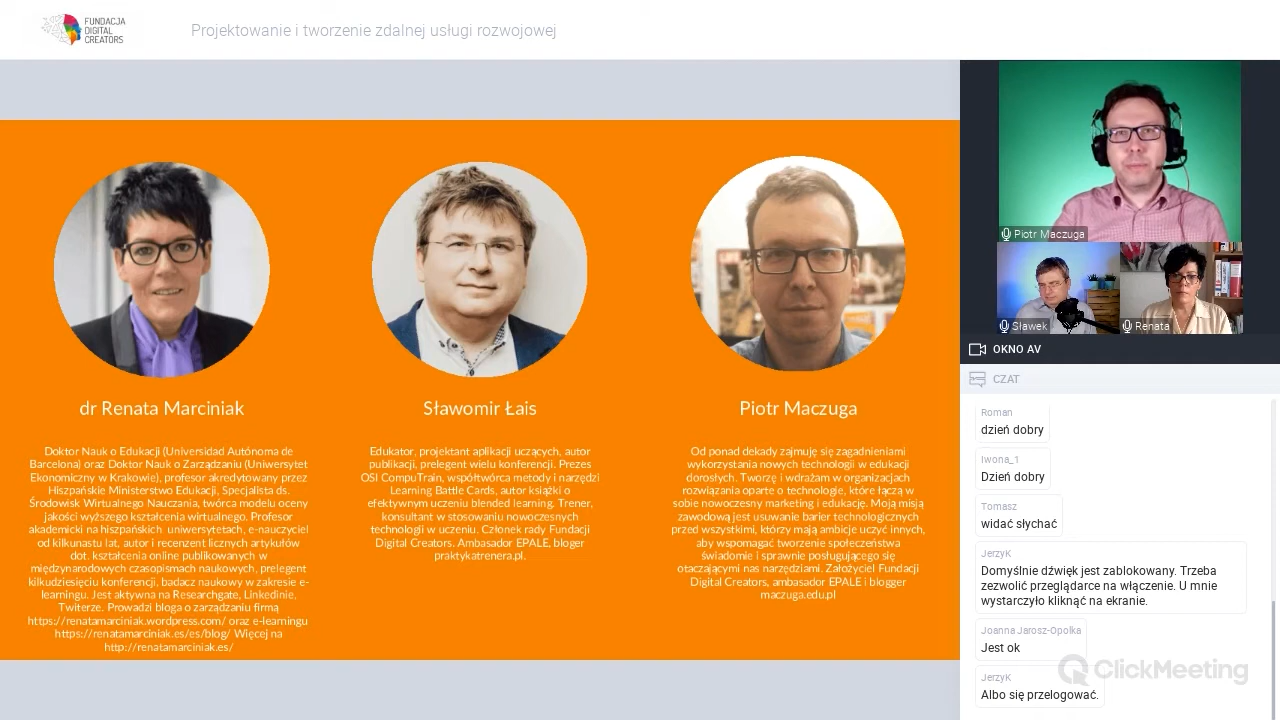 FUNDACJA
DIGITAL
CREATORS
Projektowanie i tworzenie zdalnej usługi rozwojowej
dr Renata Marciniak
Doktor Nauk o Edukacji (Universidad Autónoma de
Barcelona) oraz Doktor Nauk o Zarządzaniu (Uniwersytet
Ekonomiczny w Krakowie), profesor akredytowany przez
Hiszpańskie Ministerstwo Edukacji, Specjalista ds.
Środowisk Wirtualnego Nauczania, twórca modelu oceny
jakości wyższego kształcenia wirtualnego. Profesor
akademicki na hiszpańskich uniwersytetach, e-nauczyciel
od kilkunastu lat, autor i recenzent licznych artykułów
dot. kształcenia online publikowanych w
międzynarodowych czasopismach naukowych, prelegent
kilkudziesięciu konferencji, badacz naukowy w zakresie e-
learningu. Jest aktywna na Researchgate, Linkedinie,
Twiterze. Prowadzi bloga o zarządzaniu firmą
https://renatamarciniak.wordpress.com/ oraz e-learningu
https://renatamarciniak.es/es/blog/ Więcej na
http://renatamarciniak.es/
Sławomir Łais
Edukator, projektant aplikacji uczących, autor
publikacji, prelegent wielu konferencji. Prezes
OSI CompuTrain, współtwórca metody i narzędzi
Learning Battle Cards, autor książki o
efektywnym uczeniu blended learning. Trener,
konsultant w stosowaniu nowoczesnych
technologii w uczeniu. Członek rady Fundacji
Digital Creators. Ambasador EPALE, bloger
praktykatrenera.pl.
Piotr Maczuga
Od ponad dekady zajmuję się zagadnieniami
wykorzystania nowych technologii w edukacji
dorosłych. Tworzę i wdrażam w organizacjach
rozwiązania oparte o technologie, które łączą w
sobie nowoczesny marketing i edukację. Moją misją
zawodową jest usuwanie barier technologicznych
przed wszystkimi, którzy mają ambicje uczyć innych,
aby wspomagać tworzenie społeczeństwa
świadomie i sprawnie posługującego się
otaczającymi nas narzędziami. Założyciel Fundacji
Digital Creators, ambasador EPALE i blogger
maczuga.edu.pl
Piotr Maczuga
Sławek
Renata
OKNO AV
CZAT
Roman
dzień dobry
Iwona_1
Dzień dobry
Tomasz
widać słychać
JerzyK
Domyślnie dźwięk jest zablokowany. Trzeba
zezwolić przeglądarce na włączenie. U mnie
wystarczyło kliknąć na ekranie.
Joanna Jarosz-Opolka
Jest ok
JerzyK
Albo się przelogować.
ClickMeeting